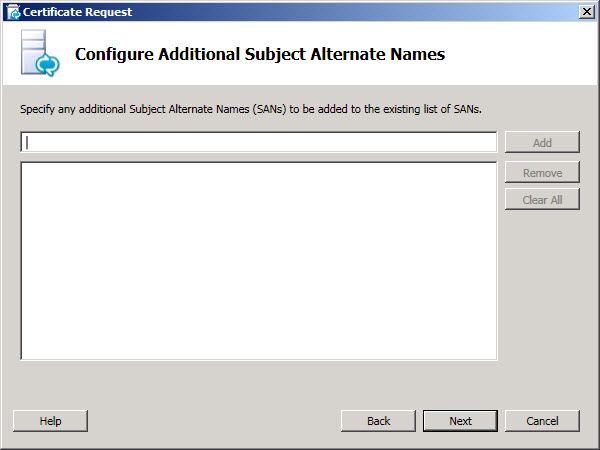 Certificate Request
Configure Additional Subject Alternate Names
Specify any additional Subject Alternate Names (SANs) to be added to the existing list of SANs.
Add
Remove
Clear All
Help Back Next Cancel